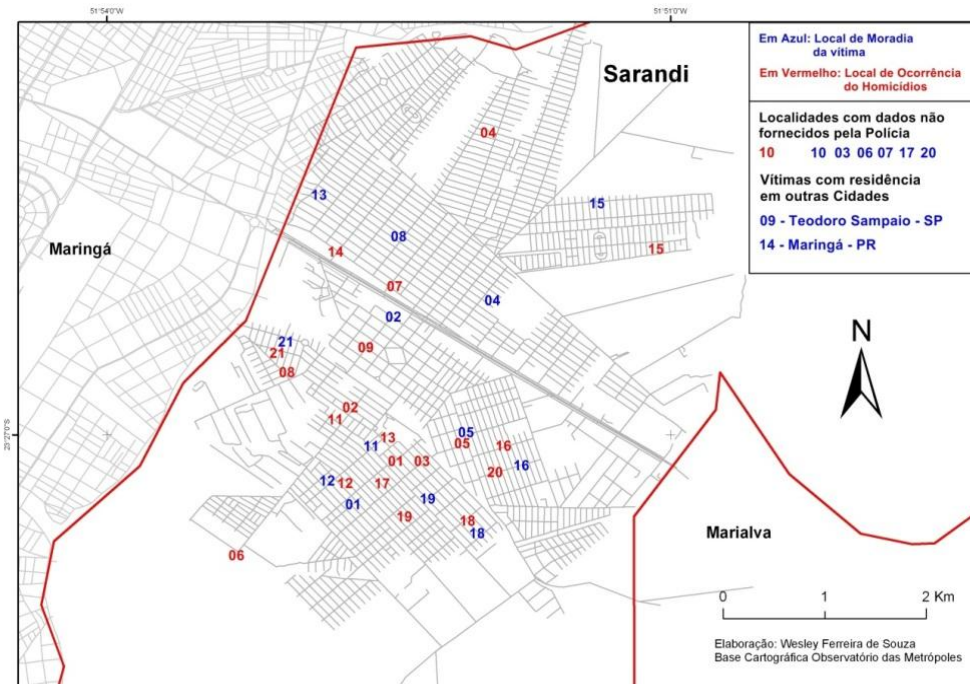 51°54'0"W
51°51'0"W
Em Azul: Local de Moradia
da vítima
Em Vermelho: Local de Ocorrência
do Homicídios
Sarandi
Localidades com dados não
fornecidos pela Polícia
10 10 03 06 07 17 20
Vítimas com residência
em outras Cidades
09 - Teodoro Sampaio - SP
14 - Maringá - PR
04
13
15
08
Maringá
14
15
07
04
02
N
21
09
21
08
02
11
23°27'0"S
13
05
11
05
16
01
03
16
20
12
12
17
01
19
19
18
18
Marialva
06
0 1 2 Km
Elaboração: Wesley Ferreira de Souza
Base Cartográfica Observatório das Metrópoles